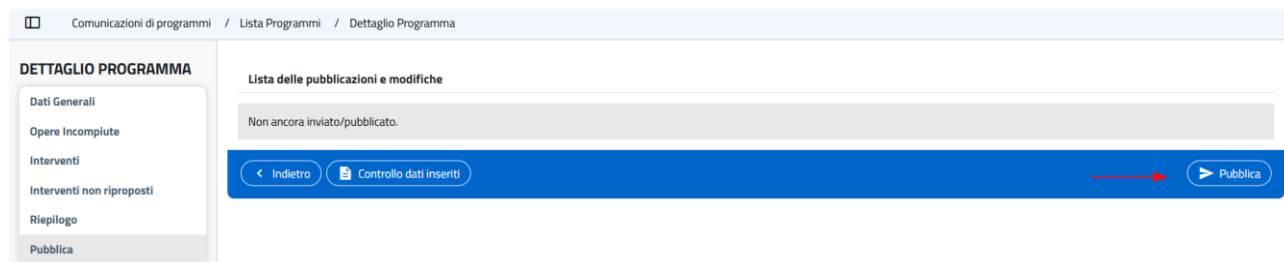 Comunicazioni di programmi / Lista Programmi / Dettaglio Programma
DETTAGLIO PROGRAMMA
Dati Generali
Opere Incompiute
Interventi
Interventi non riproposti
Riepilogo
Pubblica
Lista delle pubblicazioni e modifiche
Non ancora inviato/pubblicato.
Indietro
Controllo dati inseriti
Pubblica